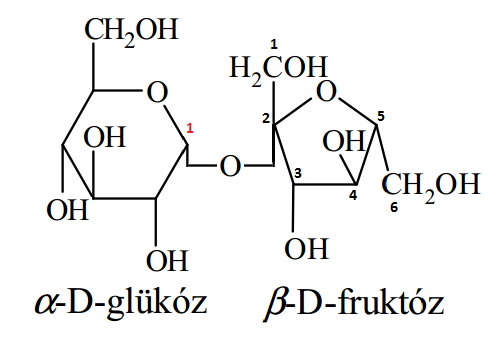 CH₂OH
1
H₂COH
O
O
5
1
2
OH
OH
O
3
4
CH₂OH
6
OH
OH
OH
α-D-glükóz
β-D-fruktóz